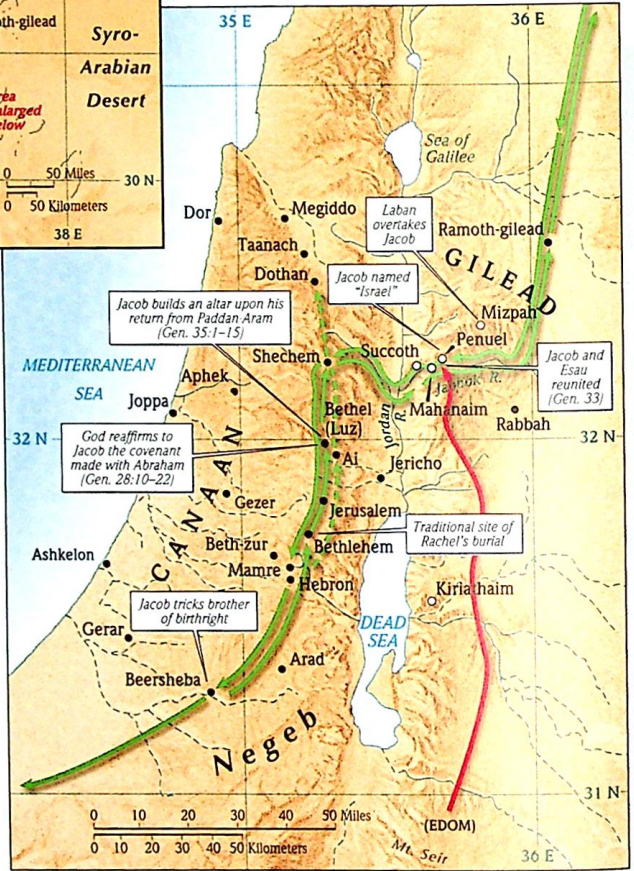 th-gilead
Syro-
Arabian
Desert
rea
nlarged
elow
0 50 Miles
0 50 Kilometers
30 N
38 E
35 E
36 E
Sea of
Galilee
Dor
Megiddo
Laban
overtakes
Jacob
Ramoth-gilead
Taanach
GILEAD
Dothan
Jacob named
"Israel"
Jacob builds an altar upon his
return from Paddan-Aram
(Gen. 35:1–15)
Mizpah
Penuel
Shechem
Succoth
Jacob and
Esau
reunited
(Gen. 33)
MEDITERRANEAN
SEA
Aphek
Jabbok R.
Joppa
Bethel
(Luz)
Jordan
R.
Mahanaim
Rabbah
32 N
32 N
God reaffirms to
Jacob the covenant
made with Abraham
(Gen. 28:10–22)
Ai
Jericho
CANAAN
Gezer
Jerusalem
Traditional site of
Rachel's burial
Beth-zur
Bethlehem
Ashkelon
Mamre
Hebron
Kiriathaim
Jacob tricks brother
of birthright
DEAD
SEA
Gerar
Arad
Beersheba
Negeb
31 N
0 10 20 30 40 50 Miles
0 10 20 30 40 50 Kilometers
(EDOM)
Mt. Seir
36 E